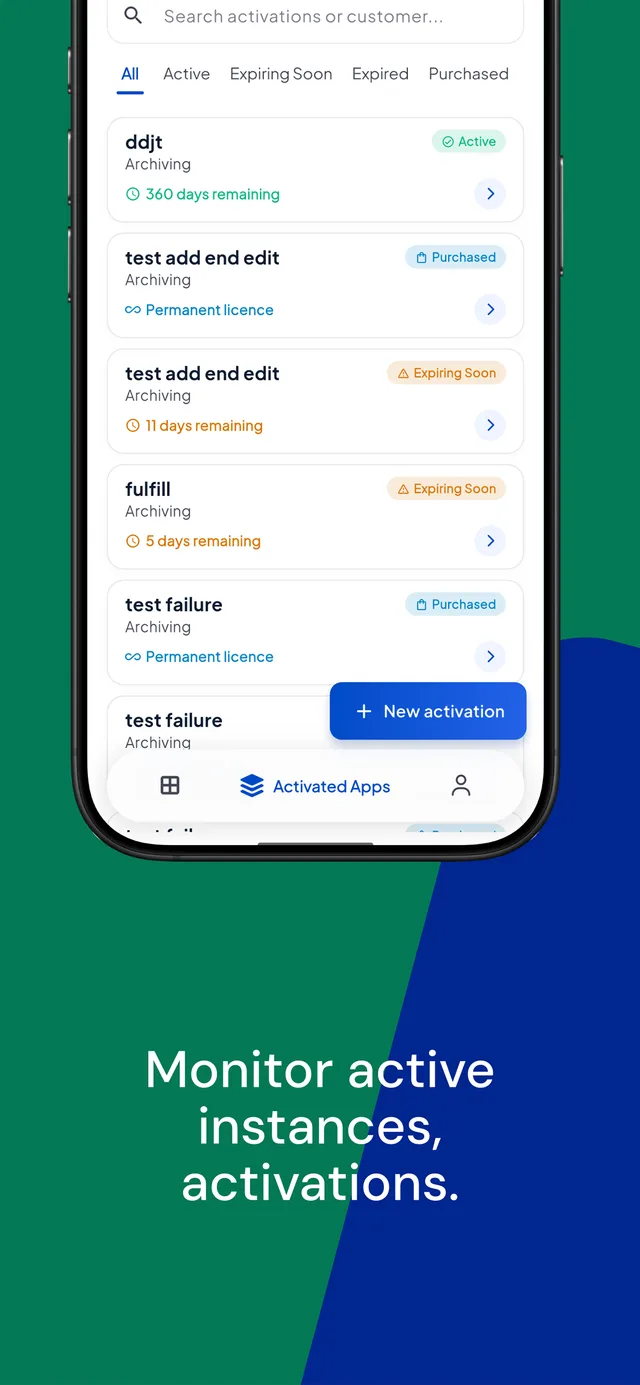 Search activations or customer...
All Active Expiring Soon Expired Purchased
ddjt Active
Archiving
360 days remaining
test add end edit Purchased
Archiving
Permanent licence
test add end edit Expiring Soon
Archiving
11 days remaining
fulfill Expiring Soon
Archiving
5 days remaining
test failure Purchased
Archiving
Permanent licence
test failure
Archiving
New activation
Activated Apps
Monitor active
instances,
activations.